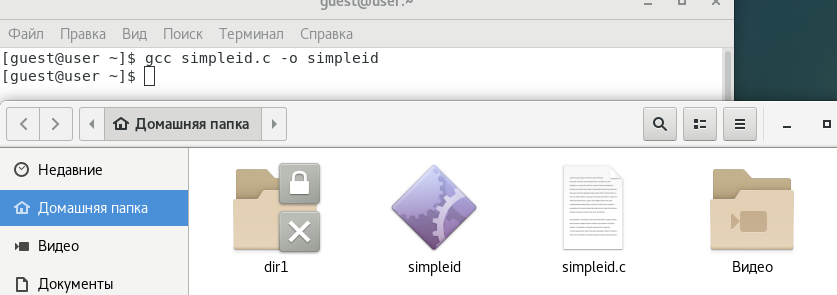 guest@user:~
Файл Правка Вид Поиск Терминал Справка
[guest@user ~]$ gcc simpleid.c -o simpleid
[guest@user ~]$
Домашняя папка
Недавние
Домашняя папка
Видео
Документы
dir1 simpleid simpleid.c Видео